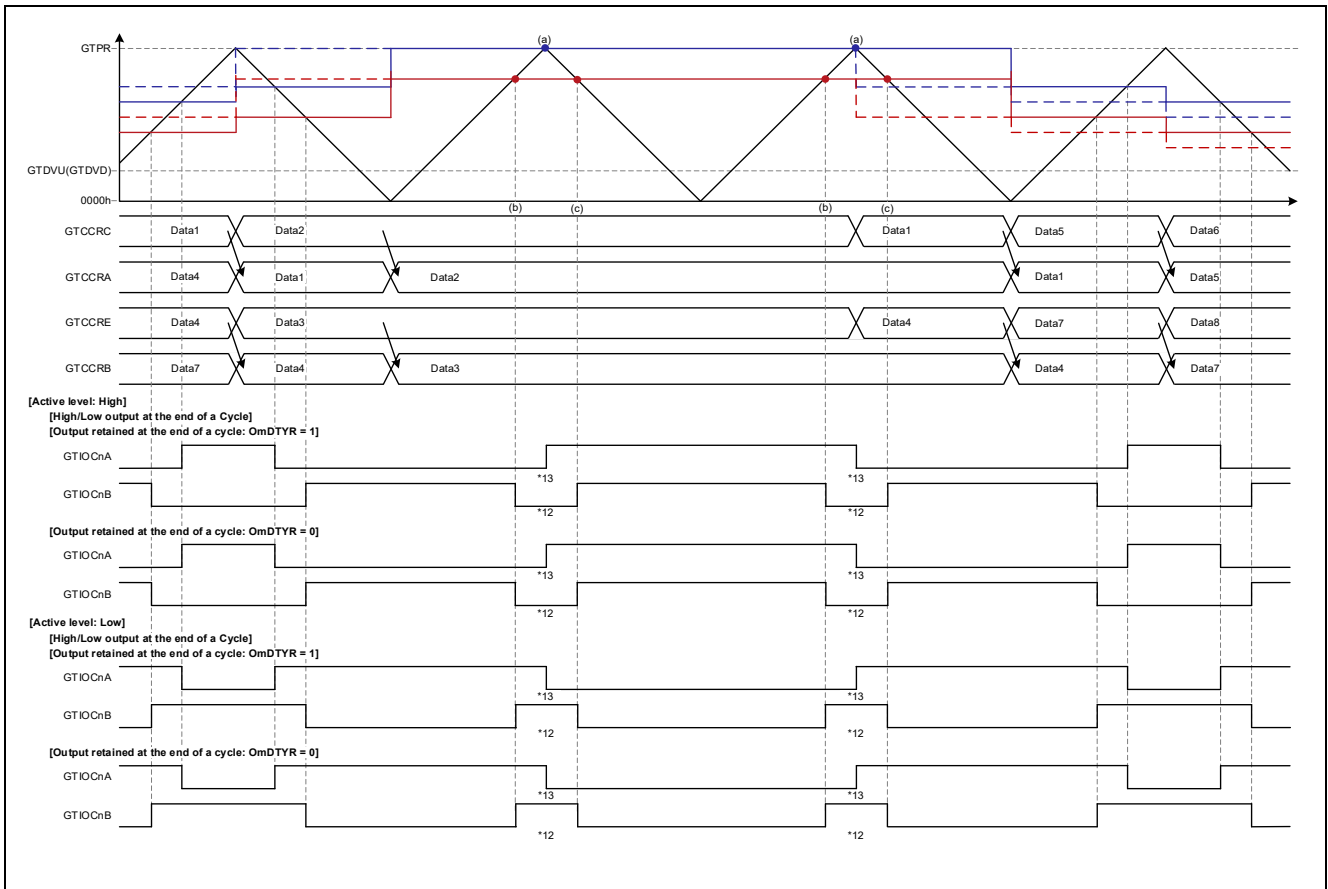 GTPR
(a) (a)
GTDVU(GTDVD)
0000h
(b) (c) (b) (c)
GTCCRC Data1 Data2 Data1 Data5 Data6
GTCCRA Data4 Data1 Data2 Data1 Data5
GTCCRE Data4 Data3 Data4 Data7 Data8
GTCCRB Data7 Data4 Data3 Data4 Data7
[Active level: High]
[High/Low output at the end of a Cycle]
[Output retained at the end of a cycle: OmDTYR = 1]
GTIOCnA
*13 *13
GTIOCnB
*12 *12
[Output retained at the end of a cycle: OmDTYR = 0]
GTIOCnA
*13 *13
GTIOCnB
*12 *12
[Active level: Low]
[High/Low output at the end of a Cycle]
[Output retained at the end of a cycle: OmDTYR = 1]
GTIOCnA
*13 *13
GTIOCnB
*12 *12
[Output retained at the end of a cycle: OmDTYR = 0]
GTIOCnA
*13 *13
GTIOCnB
*12 *12